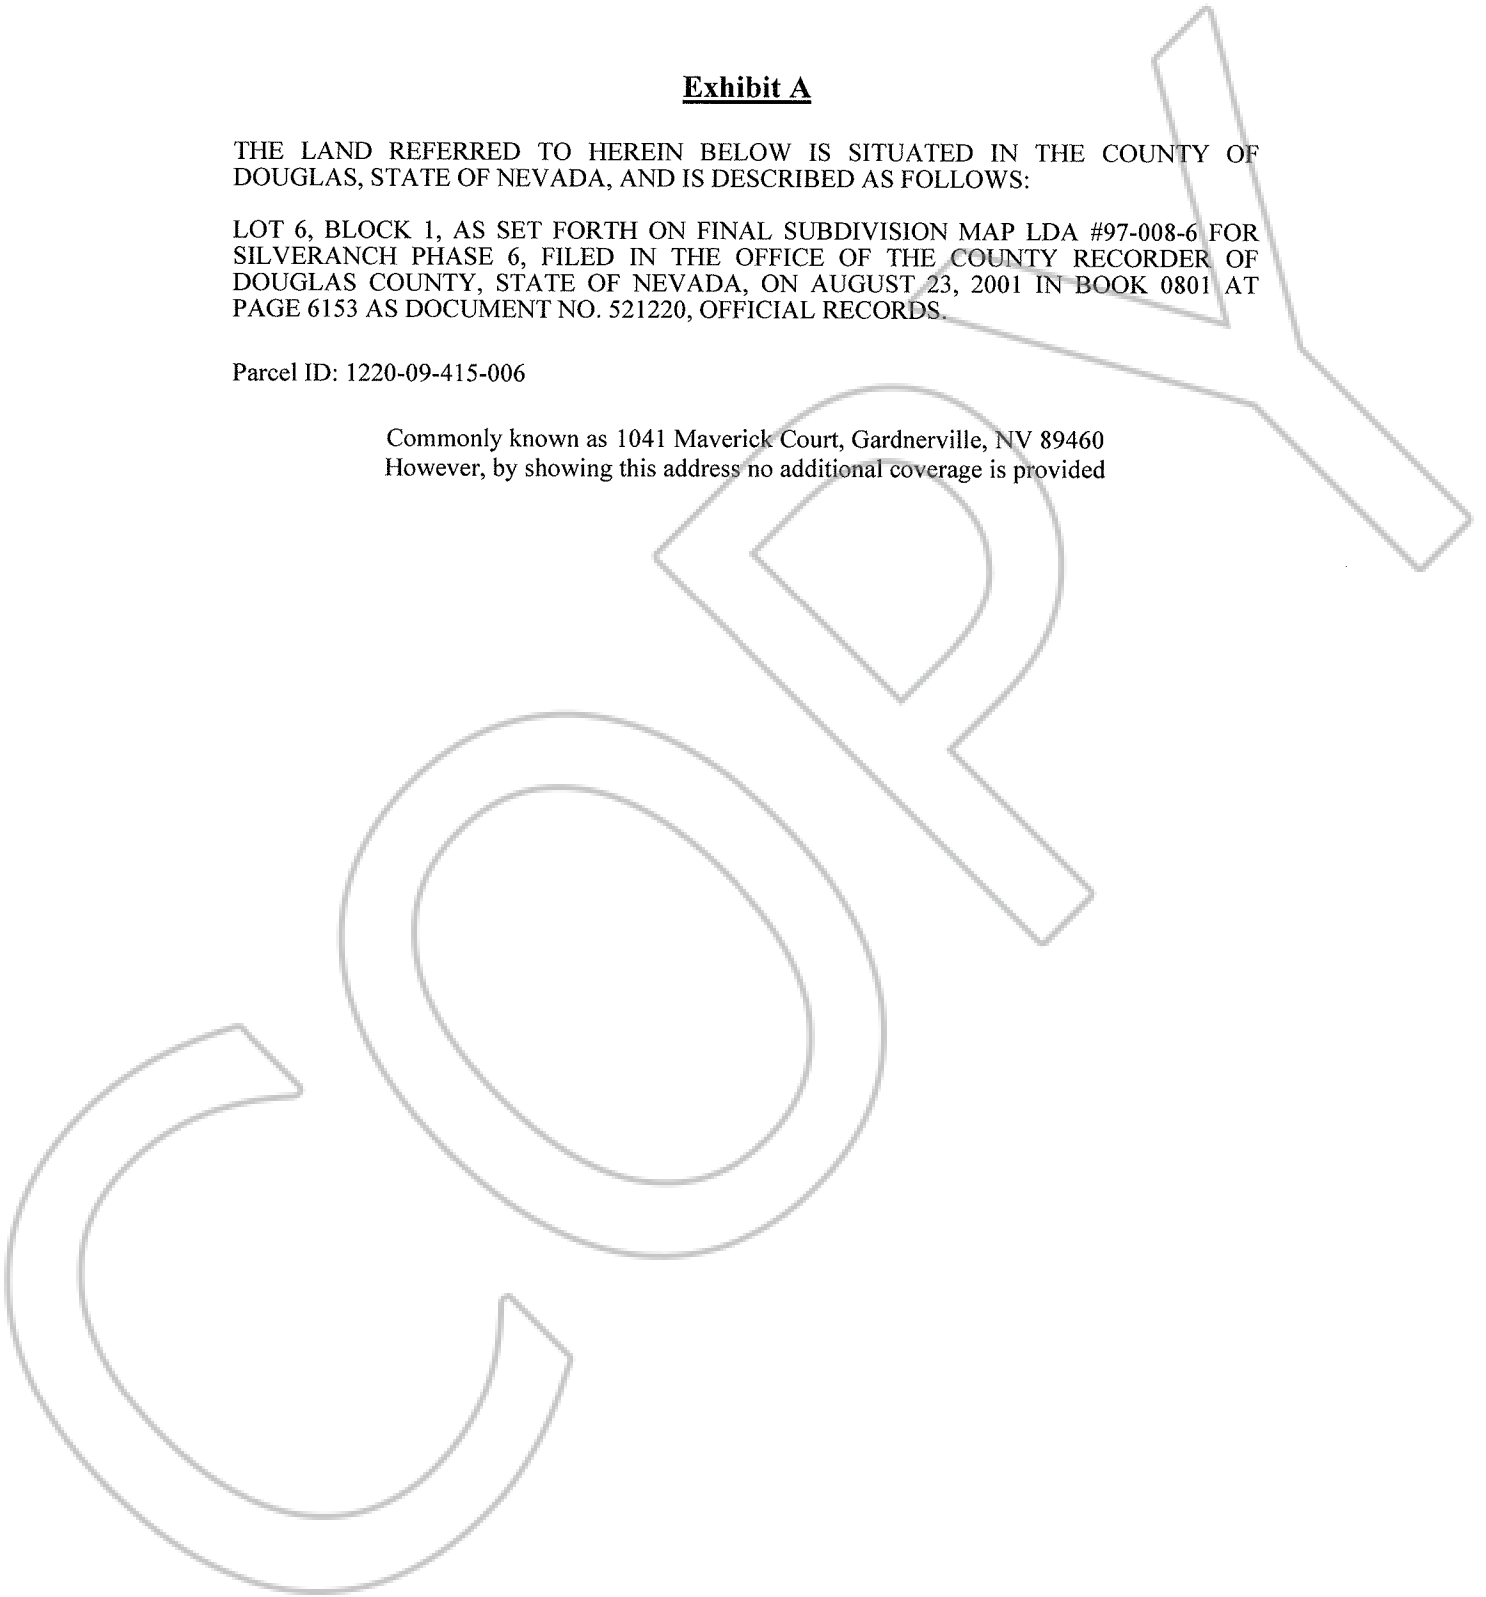 Exhibit A
THE LAND REFERRED TO HEREIN BELOW IS SITUATED IN THE COUNTY OF
DOUGLAS, STATE OF NEVADA, AND IS DESCRIBED AS FOLLOWS:
LOT 6, BLOCK 1, AS SET FORTH ON FINAL SUBDIVISION MAP LDA #97-008-6 FOR
SILVERANCH PHASE 6, FILED IN THE OFFICE OF THE COUNTY RECORDER OF
DOUGLAS COUNTY, STATE OF NEVADA, ON AUGUST 23, 2001 IN BOOK 0801 AT
PAGE 6153 AS DOCUMENT NO. 521220, OFFICIAL RECORDS.
Parcel ID: 1220-09-415-006
Commonly known as 1041 Maverick Court, Gardnerville, NV 89460
However, by showing this address no additional coverage is provided
COPY